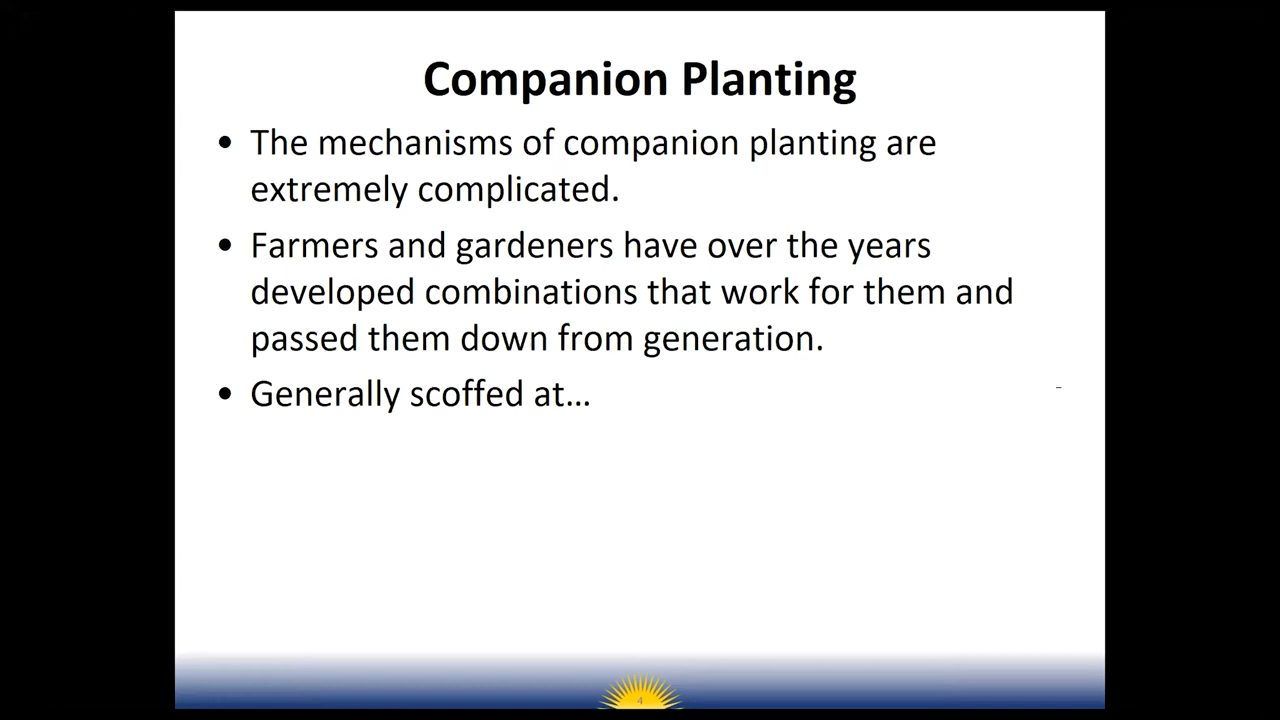 Companion Planting
• The mechanisms of companion planting are
extremely complicated.
• Farmers and gardeners have over the years
developed combinations that work for them and
passed them down from generation.
• Generally scoffed at…
4